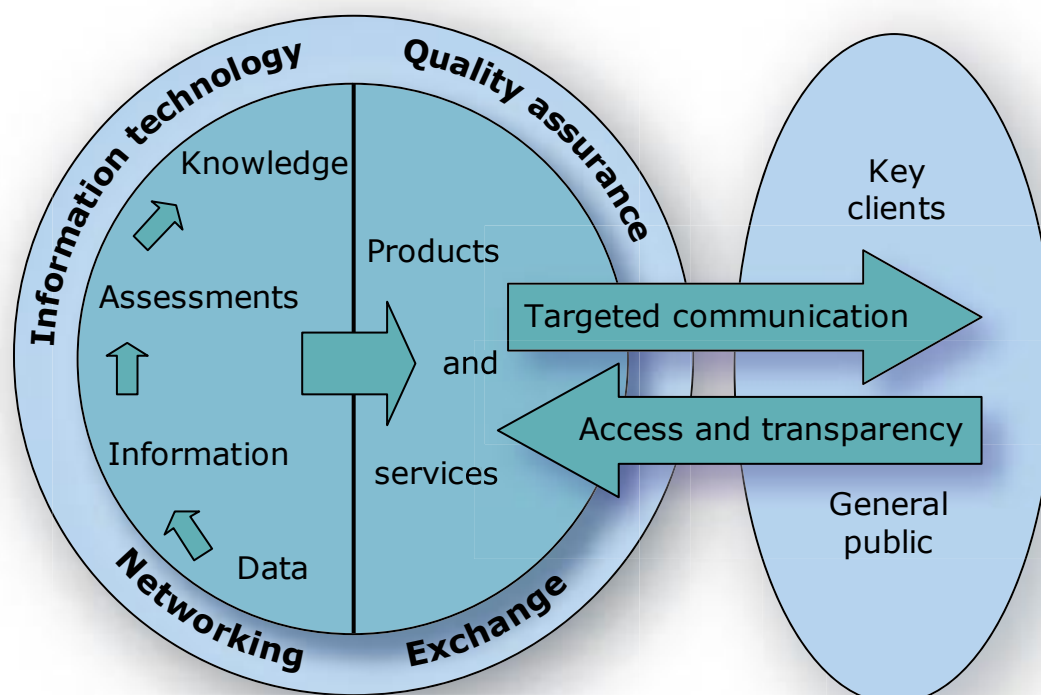 Information technology
Quality assurance
Networking
Exchange
Knowledge
Assessments
Information
Data
Products
and
services
Targeted communication
Access and transparency
Key
clients
General
public